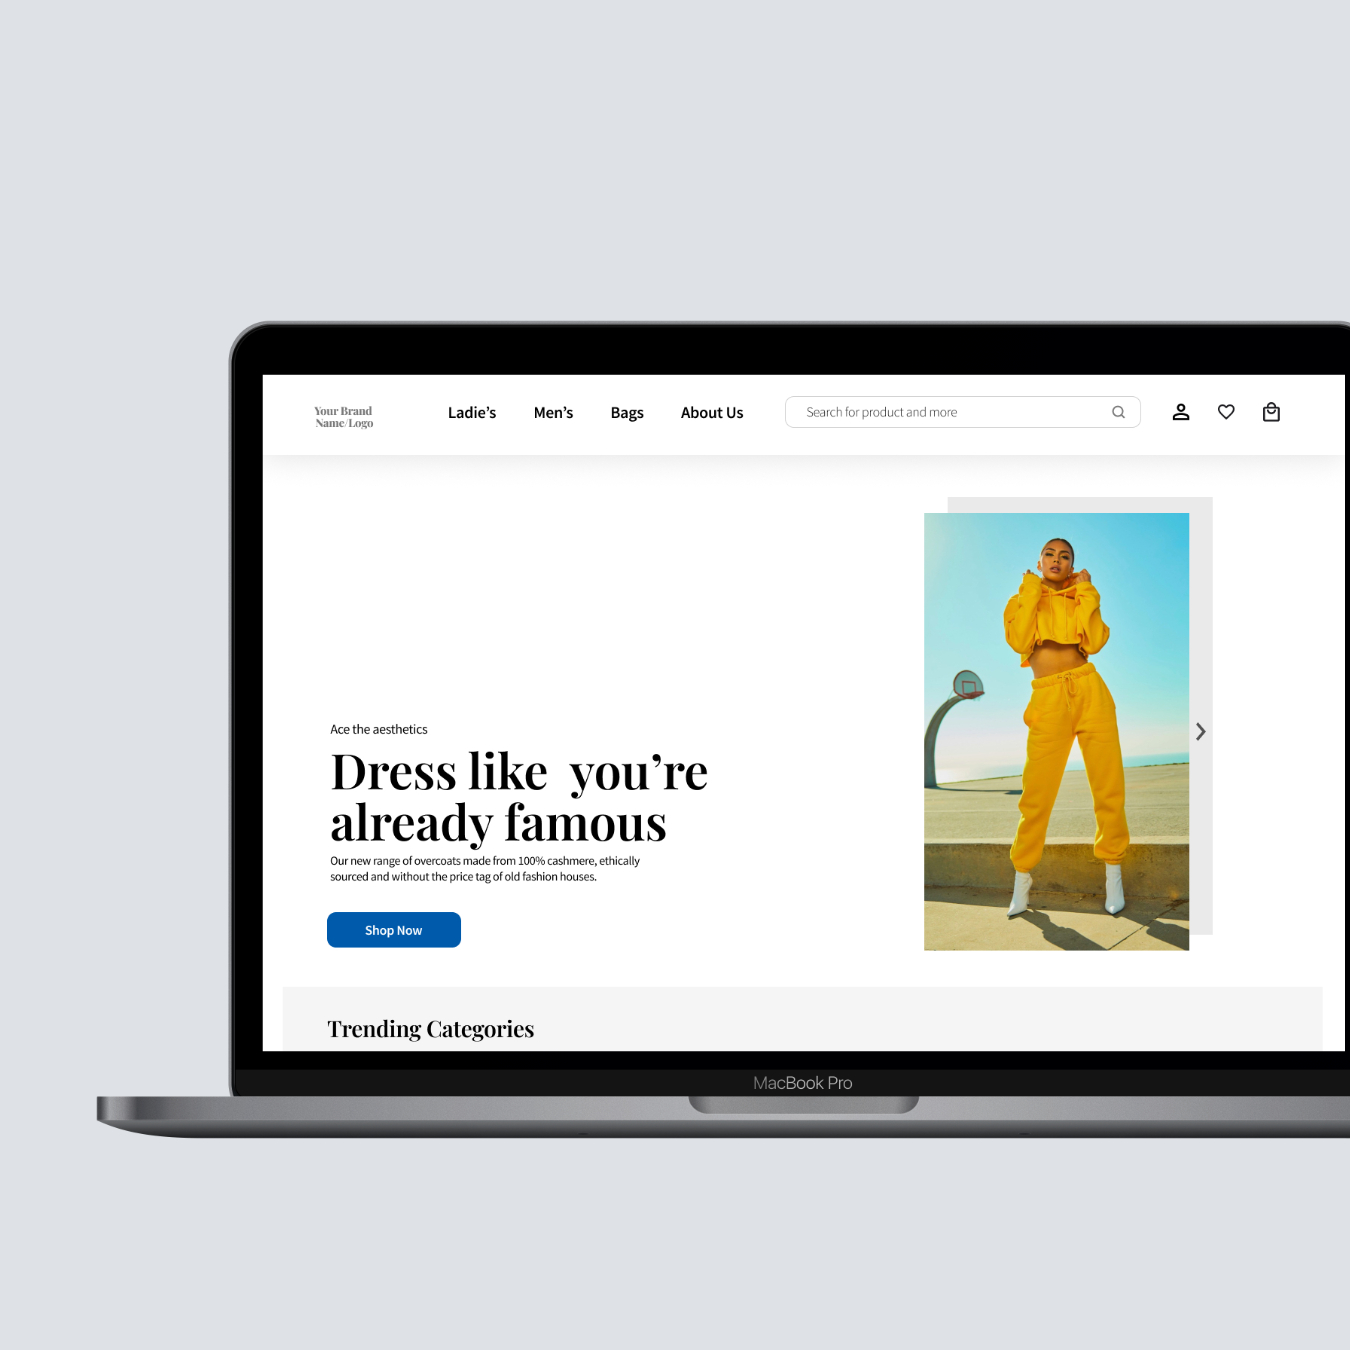 Your Brand
Name/Logo
Ladie’s
Men’s
Bags
About Us
Search for product and more
Ace the aesthetics
Dress like  you’re
already famous
Our new range of overcoats made from 100% cashmere, ethically
sourced and without the price tag of old fashion houses.
Shop Now
Trending Categories
MacBook Pro